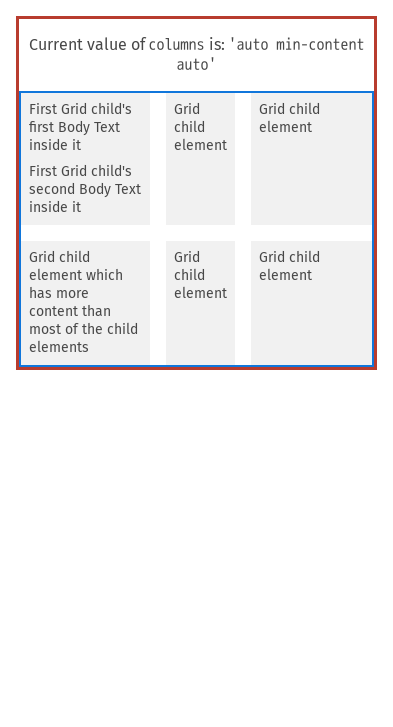 Current value of columns is: 'auto min-content
auto'
First Grid child's
first Body Text
inside it
First Grid child's
second Body Text
inside it
Grid
child
element
Grid child
element
Grid child
element which
has more
content than
most of the child
elements
Grid
child
element
Grid child
element